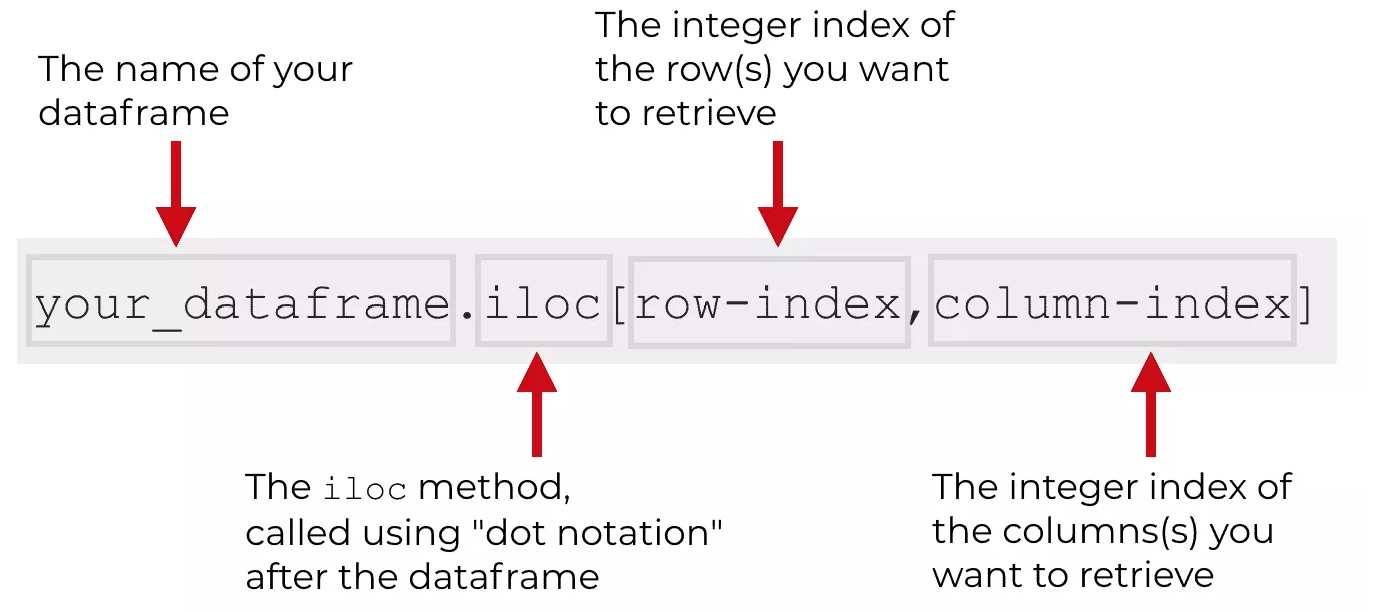 The name of your
dataframe
The integer index of
the row(s) you want
to retrieve
your_dataframe.iloc[row-index,column-index]
The iloc method,
called using "dot notation"
after the dataframe
The integer index of
the columns(s) you
want to retrieve